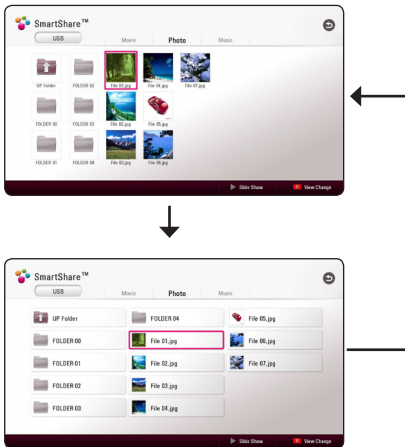 SmartShare™
USB
Movie Photo Music
UP Folder FOLDER 02 File 01.jpg File 04.jpg File 07.jpg
FOLDER 00 FOLDER 03 File 02.jpg File 05.jpg
FOLDER 01 FOLDER 04 File 03.jpg File 06.jpg
Slide Show View Change
SmartShare™
USB
Movie Photo Music
UP Folder FOLDER 04 File 05.jpg
FOLDER 00 File 01.jpg File 06.jpg
FOLDER 01 File 02.jpg File 07.jpg
FOLDER 02 File 03.jpg
FOLDER 03 File 04.jpg
Slide Show View Change